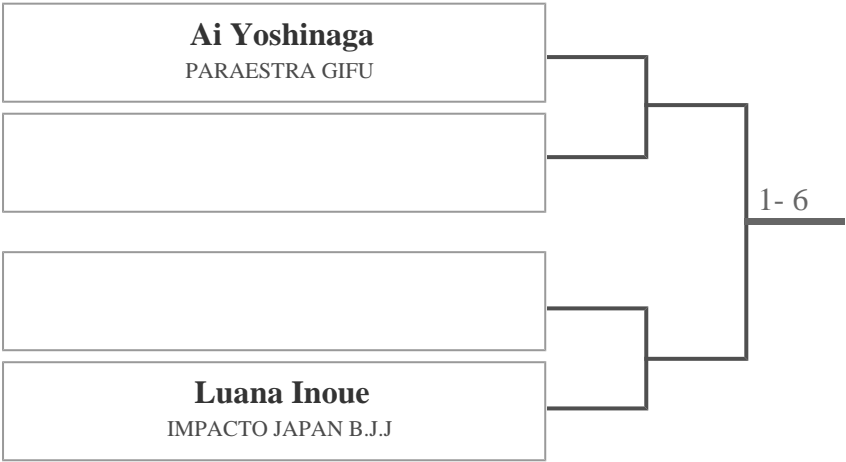 Ai Yoshinaga
PARAESTRA GIFU
1- 6
Luana Inoue
IMPACTO JAPAN B.J.J